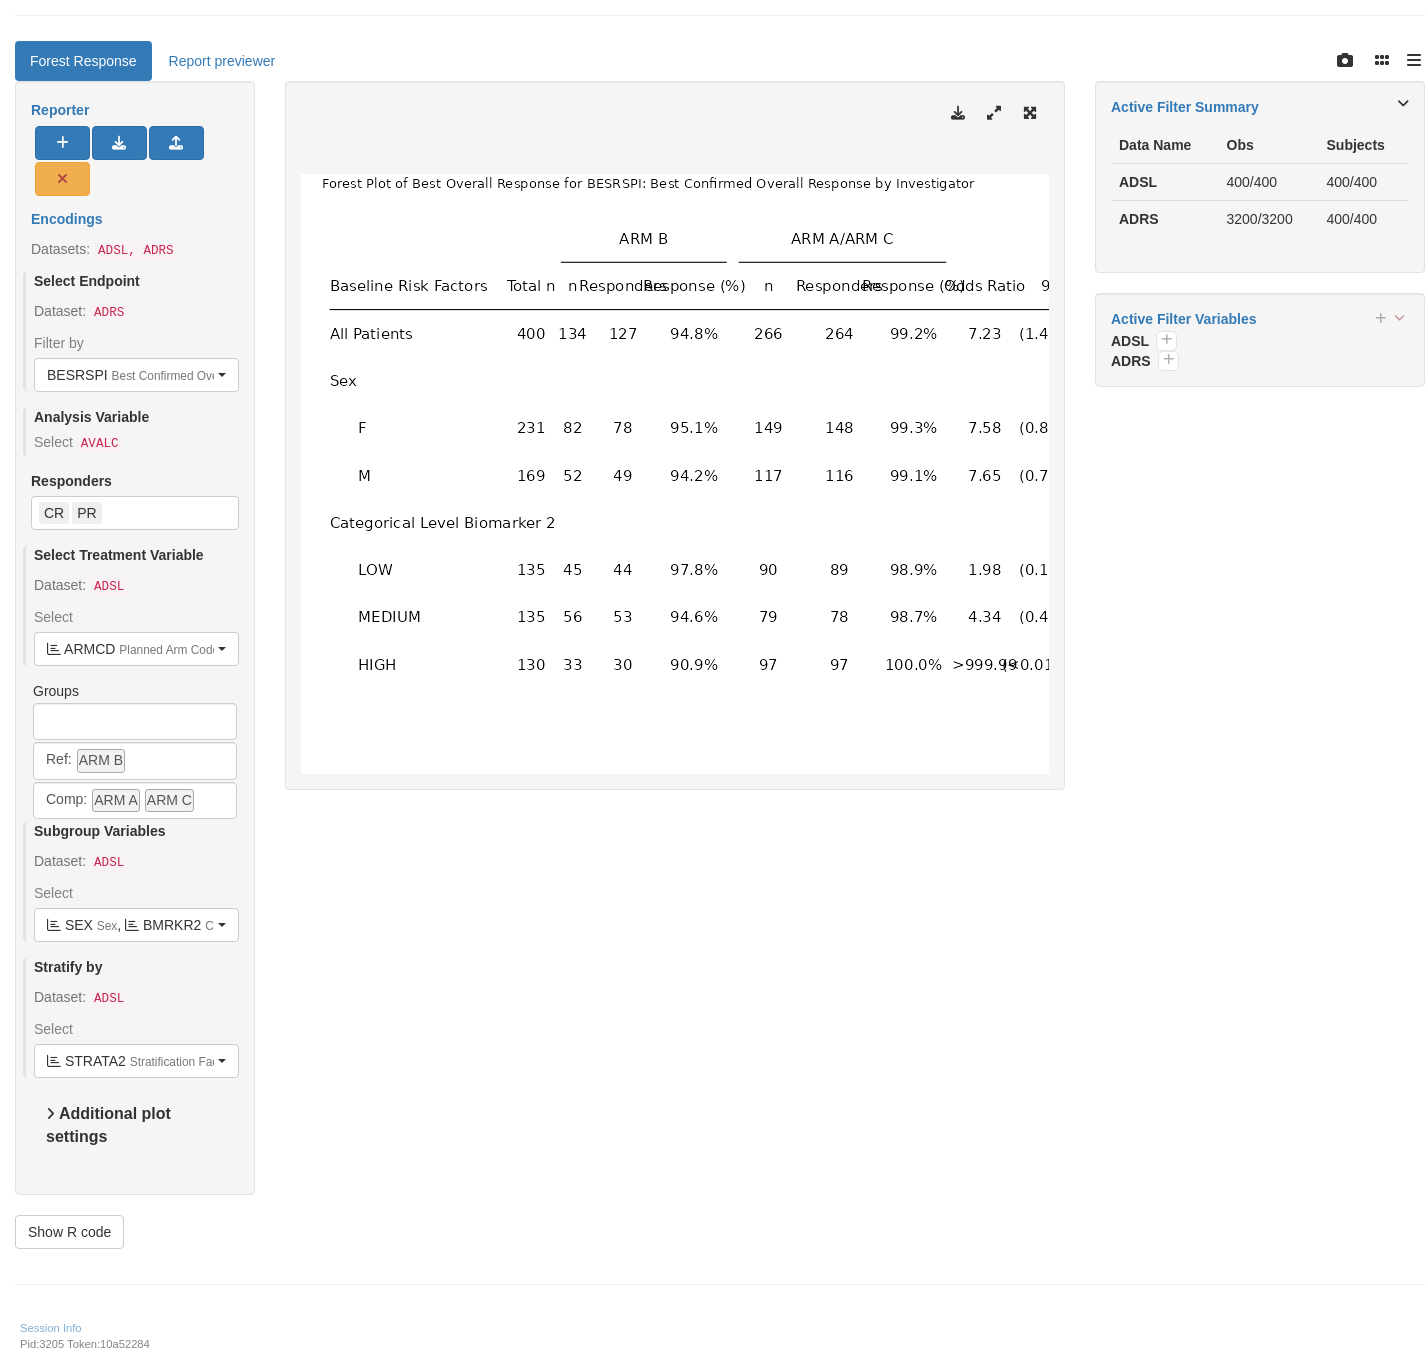 Forest Response
Report previewer
Reporter
Encodings
Datasets: ADSL, ADRS
Select Endpoint
Dataset: ADRS
Filter by
BESRSPI Best Confirmed Ove
Analysis Variable
Select AVALC
Responders
CR PR
Select Treatment Variable
Dataset: ADSL
Select
ARMCD Planned Arm Code
Groups
Ref: ARM B
Comp: ARM A ARM C
Subgroup Variables
Dataset: ADSL
Select
SEX Sex, BMRKR2 C
Stratify by
Dataset: ADSL
Select
STRATA2 Stratification Fac
Additional plot
settings
Show R code
Forest Plot of Best Overall Response for BESRSPI: Best Confirmed Overall Response by Investigator
ARM B ARM A/ARM C
Baseline Risk Factors Total n n Responders Response (%) n Responders Response (%) Odds Ratio 9
All Patients 400 134 127 94.8% 266 264 99.2% 7.23 (1.4
Sex
F 231 82 78 95.1% 149 148 99.3% 7.58 (0.8
M 169 52 49 94.2% 117 116 99.1% 7.65 (0.7
Categorical Level Biomarker 2
LOW 135 45 44 97.8% 90 89 98.9% 1.98 (0.1
MEDIUM 135 56 53 94.6% 79 78 98.7% 4.34 (0.4
HIGH 130 33 30 90.9% 97 97 100.0% >999.99 (<0.01
Active Filter Summary
Data Name Obs Subjects
ADSL 400/400 400/400
ADRS 3200/3200 400/400
Active Filter Variables
ADSL
ADRS
Session Info
Pid:3205 Token:10a52284